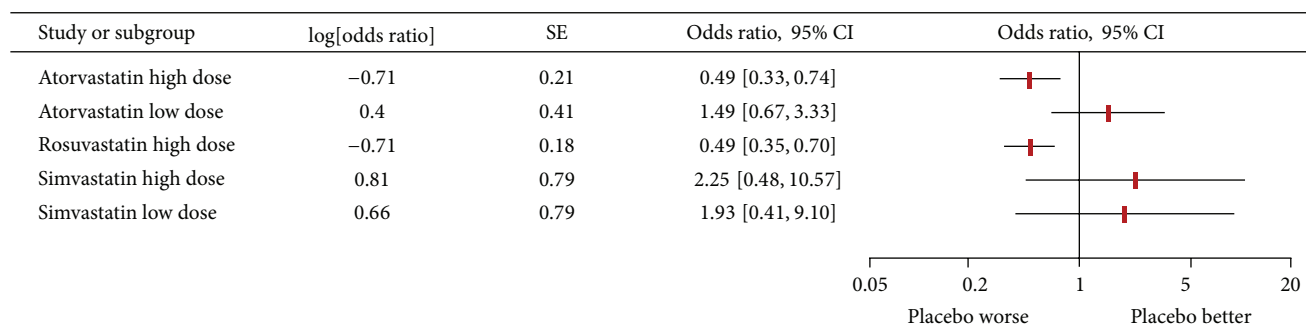 Study or subgroup log[odds ratio] SE Odds ratio, 95% CI Odds ratio, 95% CI
Atorvastatin high dose −0.71 0.21 0.49 [0.33, 0.74]
Atorvastatin low dose 0.4 0.41 1.49 [0.67, 3.33]
Rosuvastatin high dose −0.71 0.18 0.49 [0.35, 0.70]
Simvastatin high dose 0.81 0.79 2.25 [0.48, 10.57]
Simvastatin low dose 0.66 0.79 1.93 [0.41, 9.10]
0.05 0.2 1 5 20
Placebo worse Placebo better